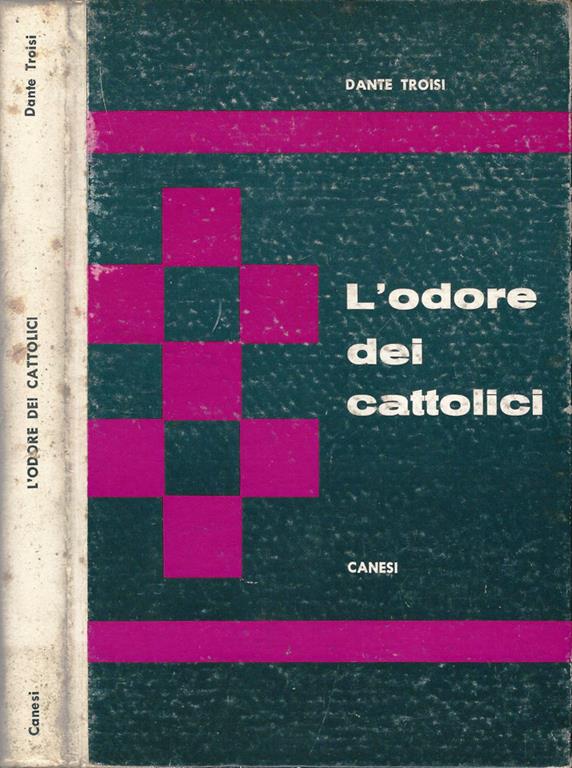 Dante Troisi
L'ODORE DEI CATTOLICI
Canesi
DANTE TROISI
L'odore
dei
cattolici
CANESI